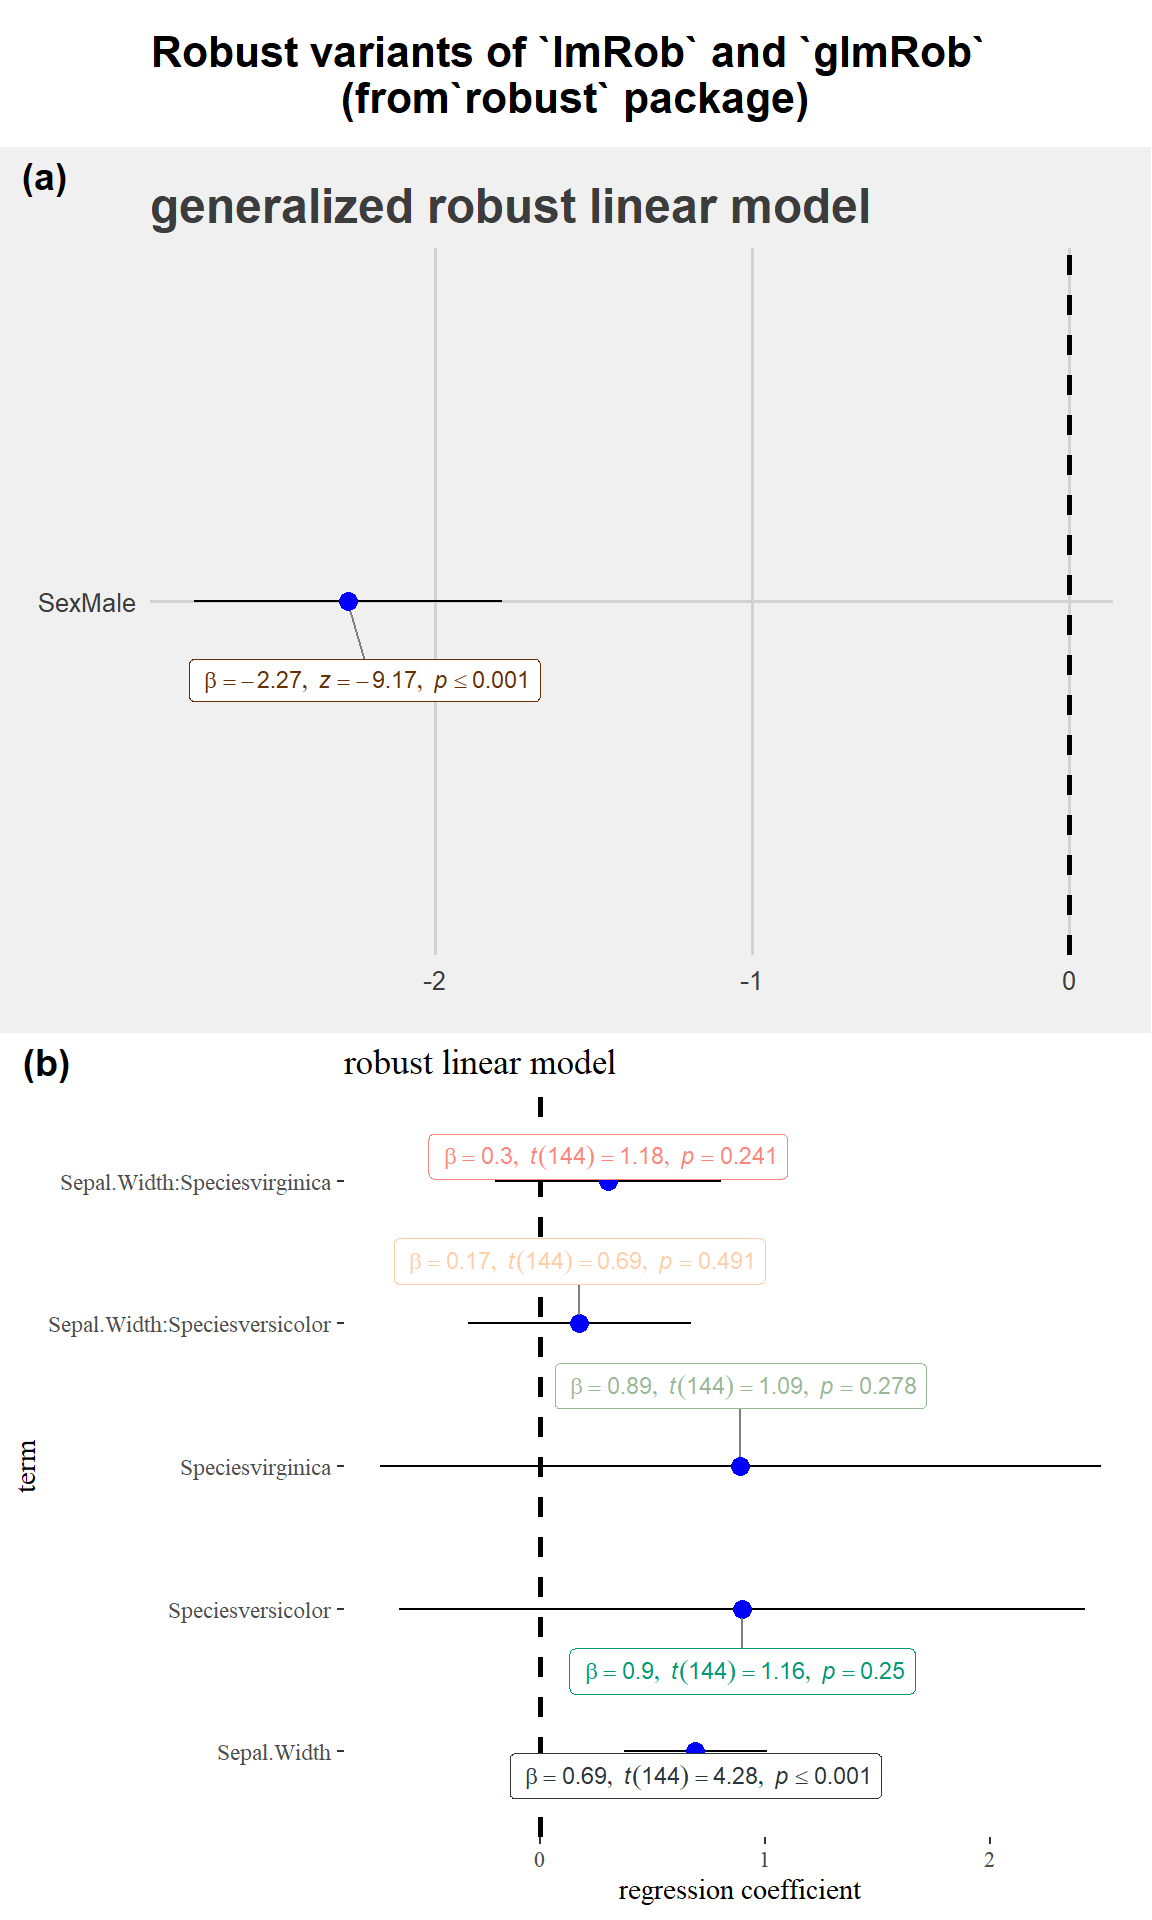 Robust variants of `lmRob` and `glmRob`
(from`robust` package)
(a)
generalized robust linear model
SexMale
β = −2.27, z = −9.17, p ≤ 0.001
-2 -1 0
(b)
robust linear model
β = 0.3, t(144) = 1.18, p = 0.241
Sepal.Width:Speciesvirginica
β = 0.17, t(144) = 0.69, p = 0.491
Sepal.Width:Speciesversicolor
β = 0.89, t(144) = 1.09, p = 0.278
term
Speciesvirginica
Speciesversicolor
β = 0.9, t(144) = 1.16, p = 0.25
Sepal.Width
β = 0.69, t(144) = 4.28, p ≤ 0.001
0 1 2
regression coefficient